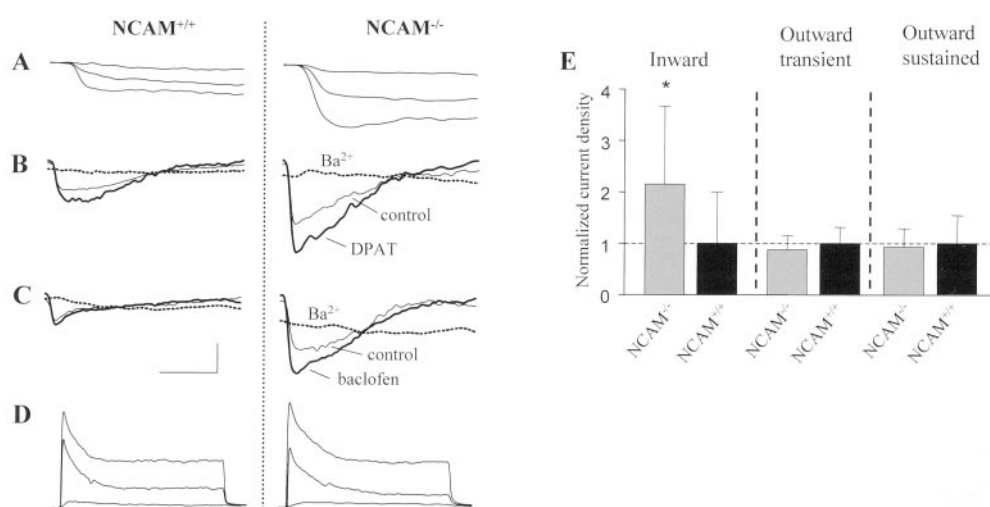 NCAM+/+
NCAM-/-
A
B
Ba2+
control
DPAT
C
Ba2+
control
baclofen
D
E
Inward
Outward
transient
Outward
sustained
*
Normalized current density
4
3
2
1
0
NCAM-/-
NCAM+/+
NCAM-/-
NCAM+/+
NCAM-/-
NCAM+/+